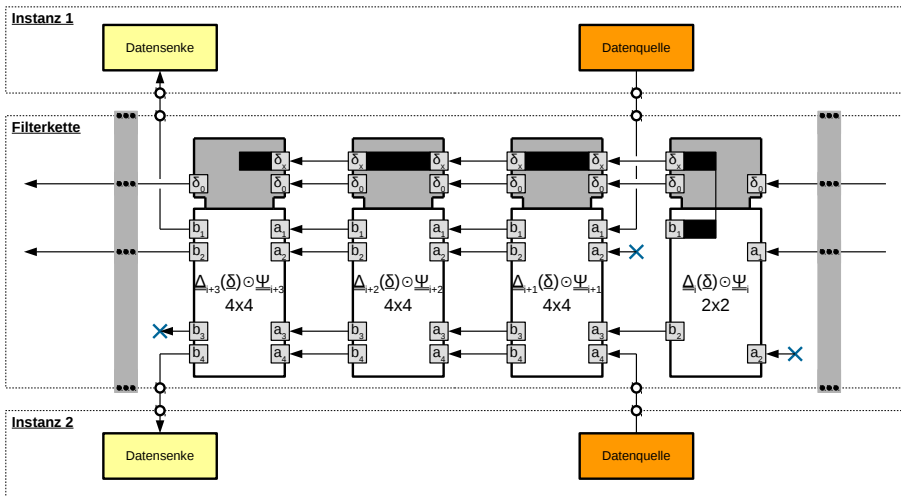 Instanz 1
Datensenke Datenquelle
Filterkette
δx δx δx δx δx δx
δ0 δ0 δ0 δ0 δ0 δ0 δ0
b1 a1 b1 a1 b1 a1 b1
b2 a2 b2 a2 b2 a2 a1
Δi+3(δ)⊙Ψi+3 Δi+2(δ)⊙Ψi+2 Δi+1(δ)⊙Ψi+1 Δi(δ)⊙Ψi
4x4 4x4 4x4 2x2
b3 a3 b3 a3 b3 a3 b2
b4 a4 b4 a4 b4 a4 a2
Instanz 2
Datensenke Datenquelle